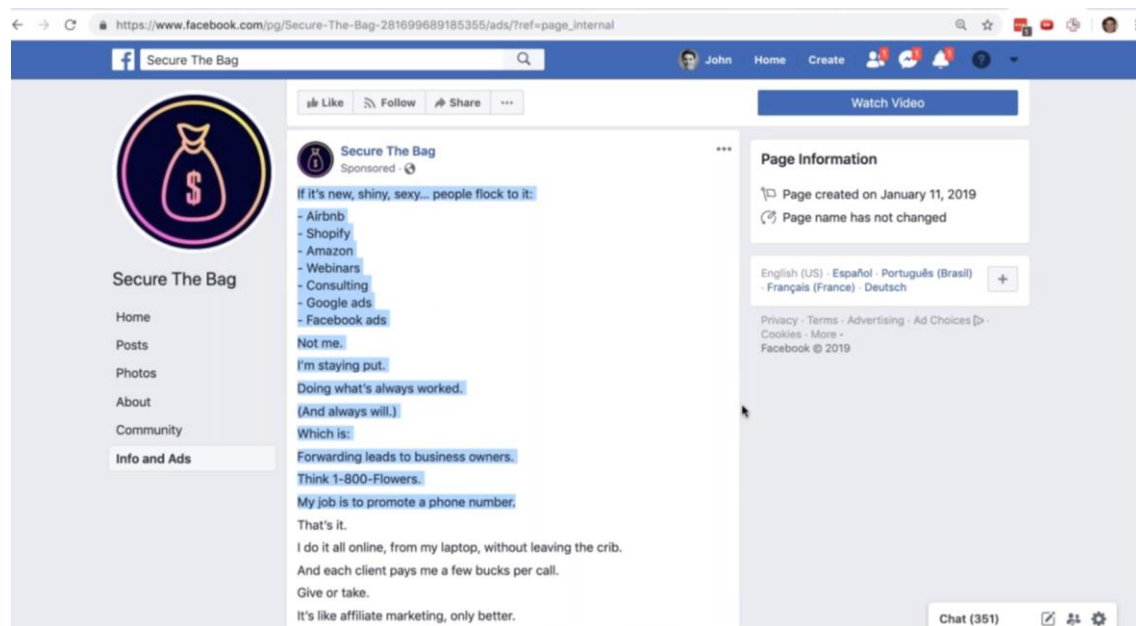 https://www.facebook.com/pg/Secure-The-Bag-281699689185355/ads/?ref=page_internal
1
Secure The Bag
John
Home
Create
1
1
1
Like
Follow
Share
Watch Video
Secure The Bag
Sponsored ·
If it's new, shiny, sexy... people flock to it:
- Airbnb
- Shopify
- Amazon
- Webinars
- Consulting
- Google ads
- Facebook ads
Not me.
I'm staying put.
Doing what's always worked.
(And always will.)
Which is:
Forwarding leads to business owners.
Think 1-800-Flowers.
My job is to promote a phone number.
That's it.
I do it all online, from my laptop, without leaving the crib.
And each client pays me a few bucks per call.
Give or take.
It's like affiliate marketing, only better.
$
Secure The Bag
Home
Posts
Photos
About
Community
Info and Ads
Page Information
Page created on January 11, 2019
Page name has not changed
English (US) · Español · Português (Brasil)
· Français (France) · Deutsch
Privacy · Terms · Advertising · Ad Choices ·
Cookies · More
Facebook © 2019
Chat (351)